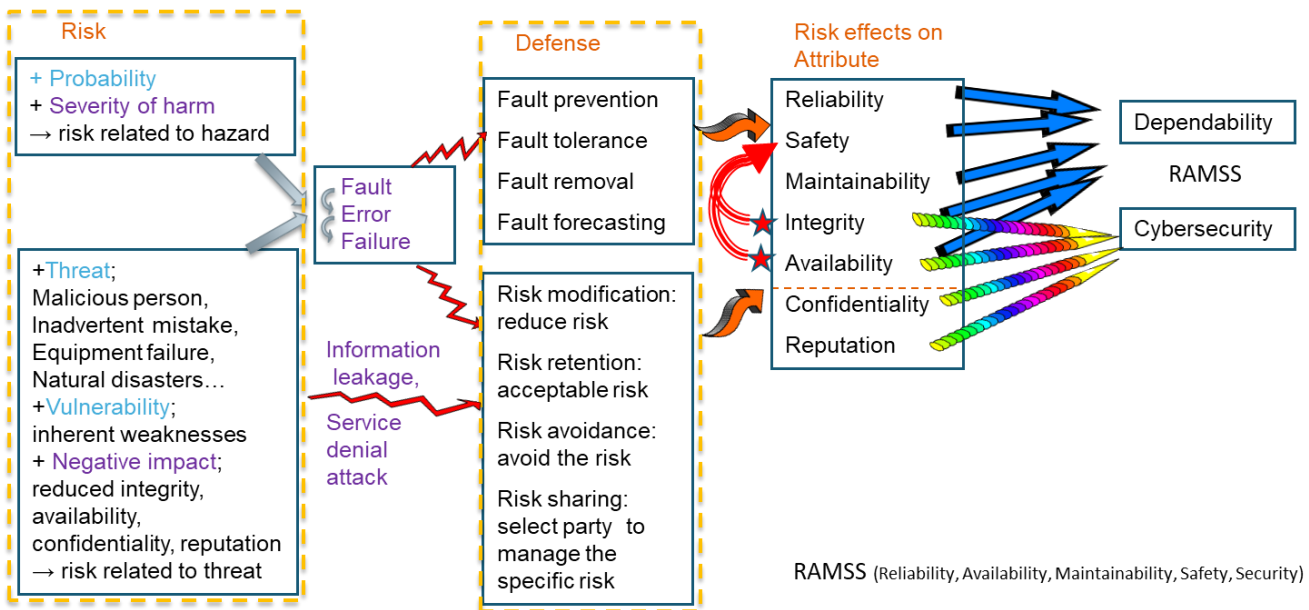 Risk
+ Probability
+ Severity of harm
→ risk related to hazard
+Threat;
Malicious person,
Inadvertent mistake,
Equipment failure,
Natural disasters…
+Vulnerability;
inherent weaknesses
+ Negative impact;
reduced integrity,
availability,
confidentiality, reputation
→ risk related to threat
Fault
Error
Failure
Information
leakage,
Service
denial
attack
Defense
Fault prevention
Fault tolerance
Fault removal
Fault forecasting
Risk modification:
reduce risk
Risk retention:
acceptable risk
Risk avoidance:
avoid the risk
Risk sharing:
select party to
manage the
specific risk
Risk effects on
Attribute
Reliability
Safety
Maintainability
Integrity
Availability
Confidentiality
Reputation
Dependability
RAMSS
Cybersecurity
RAMSS (Reliability, Availability, Maintainability, Safety, Security)